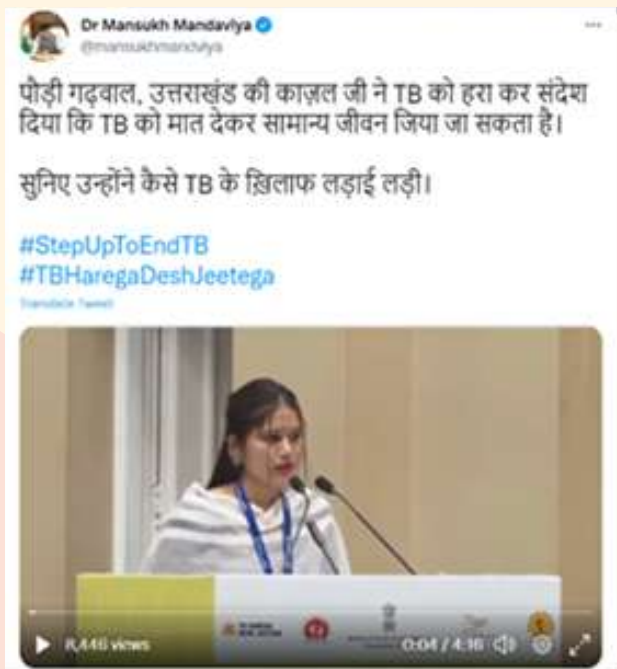 Dr Mansukh Mandaviya
@mansukhmandviya
पौड़ी गढ़वाल, उत्तराखंड की काज़ल जी ने TB को हरा कर संदेश
दिया कि TB को मात देकर सामान्य जीवन जिया जा सकता है।
सुनिए उन्होंने कैसे TB के ख़िलाफ लड़ाई लड़ी।
#StepUpToEndTB
#TBHaregaDeshJeetega
Translate Tweet
8,446 views
0:04 / 4:16